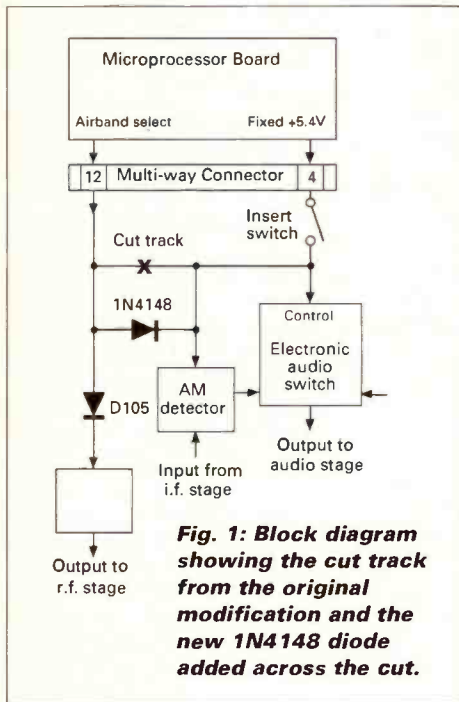 Microprocessor Board
Airband select
Fixed +5.4V
12
Multi-way Connector
4
Insert
switch
Cut track
1N4148
Control
Electronic
audio
switch
D105
AM
detector
Input from
i.f. stage
Output to
audio stage
Output to
r.f. stage
Fig. 1: Block diagram
showing the cut track
from the original
modification and the
new 1N4148 diode
added across the cut.